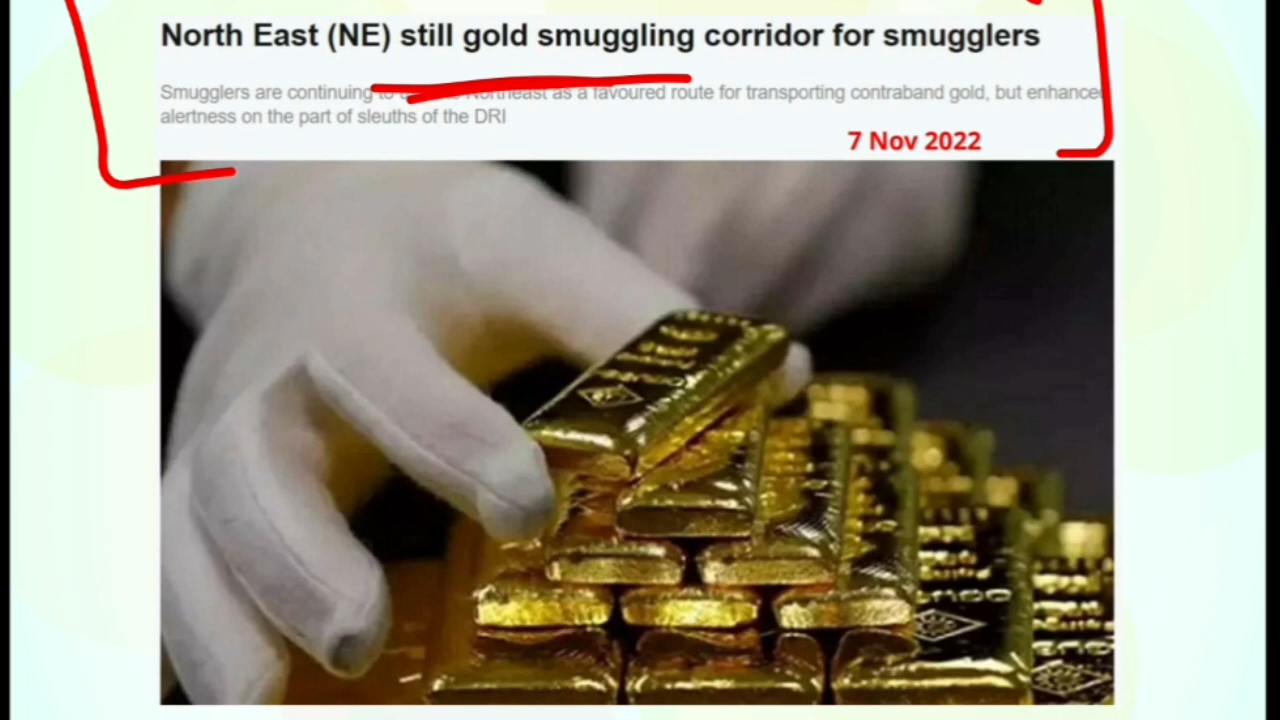 North East (NE) still gold smuggling corridor for smugglers
Smugglers are continuing to Northeast as a favoured route for transporting contraband gold, but enhanced
alertness on the part of sleuths of the DRI
7 Nov 2022